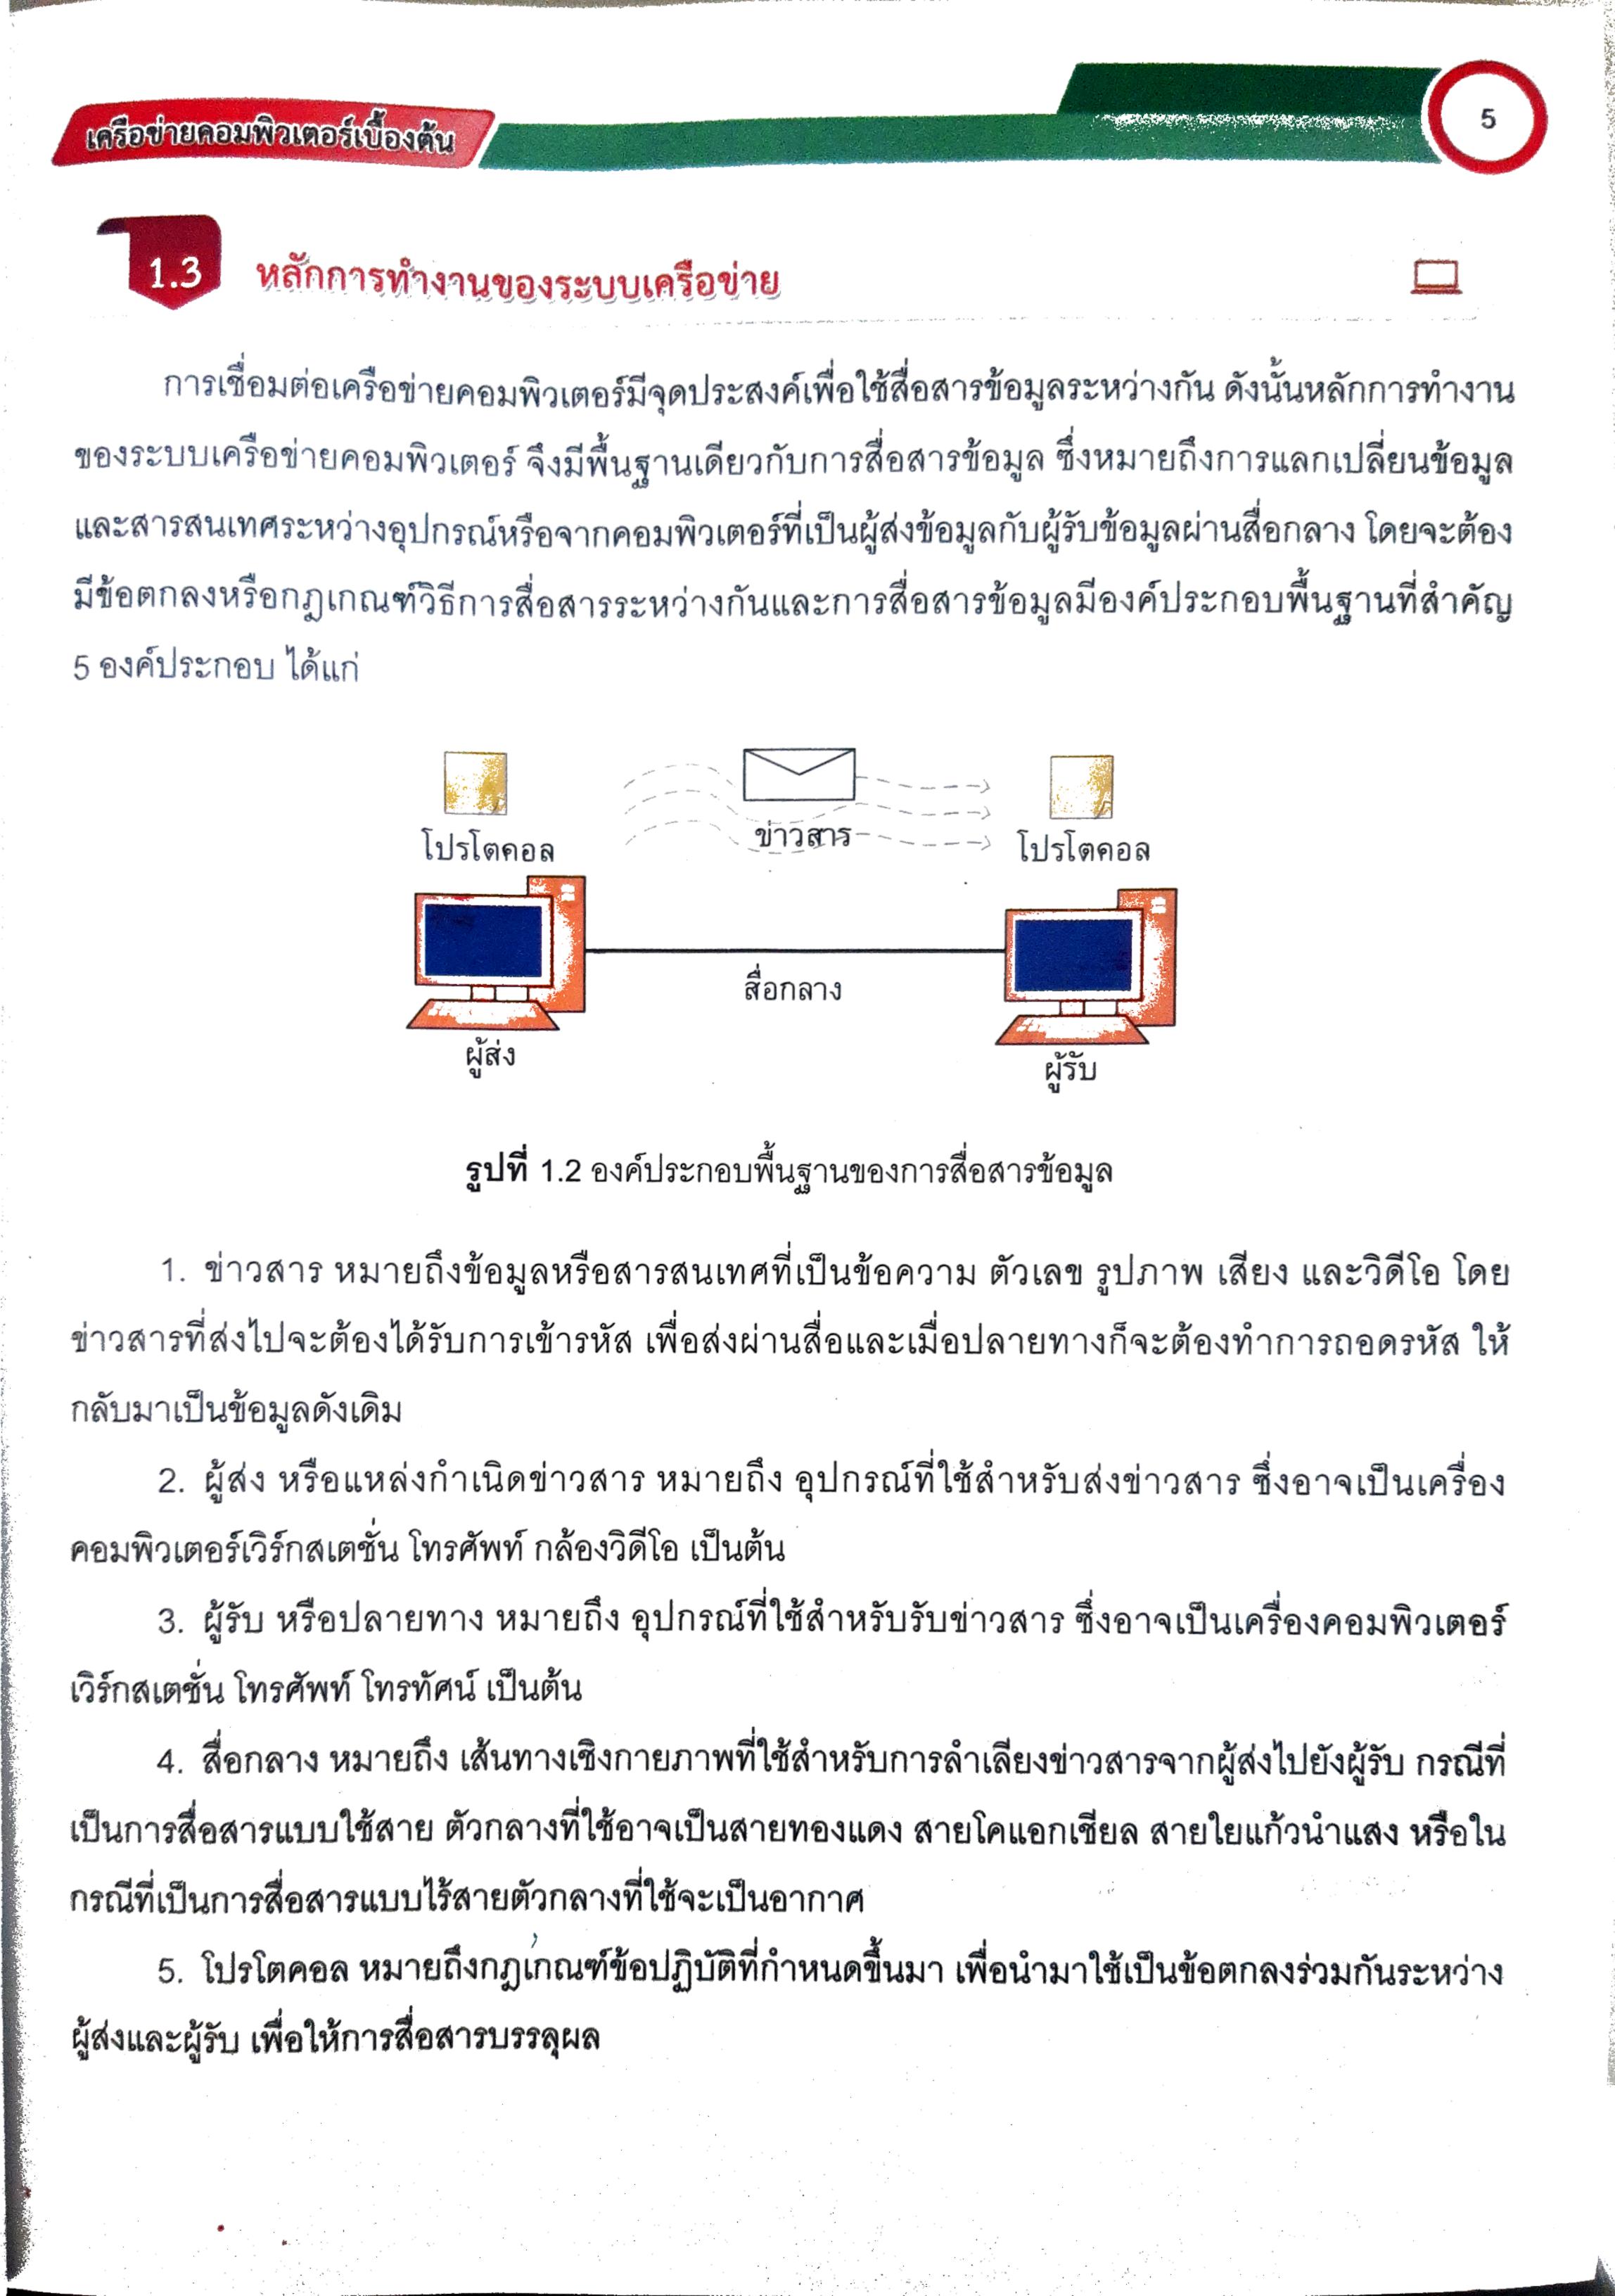 เครือข่ายคอมพิวเตอร์เบื้องต้น
5
1.3 หลักการทำงานของระบบเครือข่าย
การเชื่อมต่อเครือข่ายคอมพิวเตอร์มีจุดประสงค์เพื่อใช้สื่อสารข้อมูลระหว่างกัน ดังนั้นหลักการทำงาน
ของระบบเครือข่ายคอมพิวเตอร์ จึงมีพื้นฐานเดียวกับการสื่อสารข้อมูล ซึ่งหมายถึงการแลกเปลี่ยนข้อมูล
และสารสนเทศระหว่างอุปกรณ์หรือจากคอมพิวเตอร์ที่เป็นผู้ส่งข้อมูลกับผู้รับข้อมูลผ่านสื่อกลาง โดยจะต้อง
มีข้อตกลงหรือกฎเกณฑ์วิธีการสื่อสารระหว่างกันและการสื่อสารข้อมูลมีองค์ประกอบพื้นฐานที่สำคัญ
5 องค์ประกอบ ได้แก่
โปรโตคอล
ข่าวสาร
โปรโตคอล
สื่อกลาง
ผู้ส่ง
ผู้รับ
รูปที่ 1.2 องค์ประกอบพื้นฐานของการสื่อสารข้อมูล
1. ข่าวสาร หมายถึงข้อมูลหรือสารสนเทศที่เป็นข้อความ ตัวเลข รูปภาพ เสียง และวิดีโอ โดย
ข่าวสารที่ส่งไปจะต้องได้รับการเข้ารหัส เพื่อส่งผ่านสื่อและเมื่อปลายทางก็จะต้องทำการถอดรหัส ให้
กลับมาเป็นข้อมูลดังเดิม
2. ผู้ส่ง หรือแหล่งกำเนิดข่าวสาร หมายถึง อุปกรณ์ที่ใช้สำหรับส่งข่าวสาร ซึ่งอาจเป็นเครื่อง
คอมพิวเตอร์เวิร์กสเตชั่น โทรศัพท์ กล้องวิดีโอ เป็นต้น
3. ผู้รับ หรือปลายทาง หมายถึง อุปกรณ์ที่ใช้สำหรับรับข่าวสาร ซึ่งอาจเป็นเครื่องคอมพิวเตอร์
เวิร์กสเตชั่น โทรศัพท์ โทรทัศน์ เป็นต้น
4. สื่อกลาง หมายถึง เส้นทางเชิงกายภาพที่ใช้สำหรับการลำเลียงข่าวสารจากผู้ส่งไปยังผู้รับ กรณีที่
เป็นการสื่อสารแบบใช้สาย ตัวกลางที่ใช้อาจเป็นสายทองแดง สายโคแอกเชียล สายใยแก้วนำแสง หรือใน
กรณีที่เป็นการสื่อสารแบบไร้สายตัวกลางที่ใช้จะเป็นอากาศ
5. โปรโตคอล หมายถึงกฎเกณฑ์ข้อปฏิบัติที่กำหนดขึ้นมา เพื่อนำมาใช้เป็นข้อตกลงร่วมกันระหว่าง
ผู้ส่งและผู้รับ เพื่อให้การสื่อสารบรรลุผล